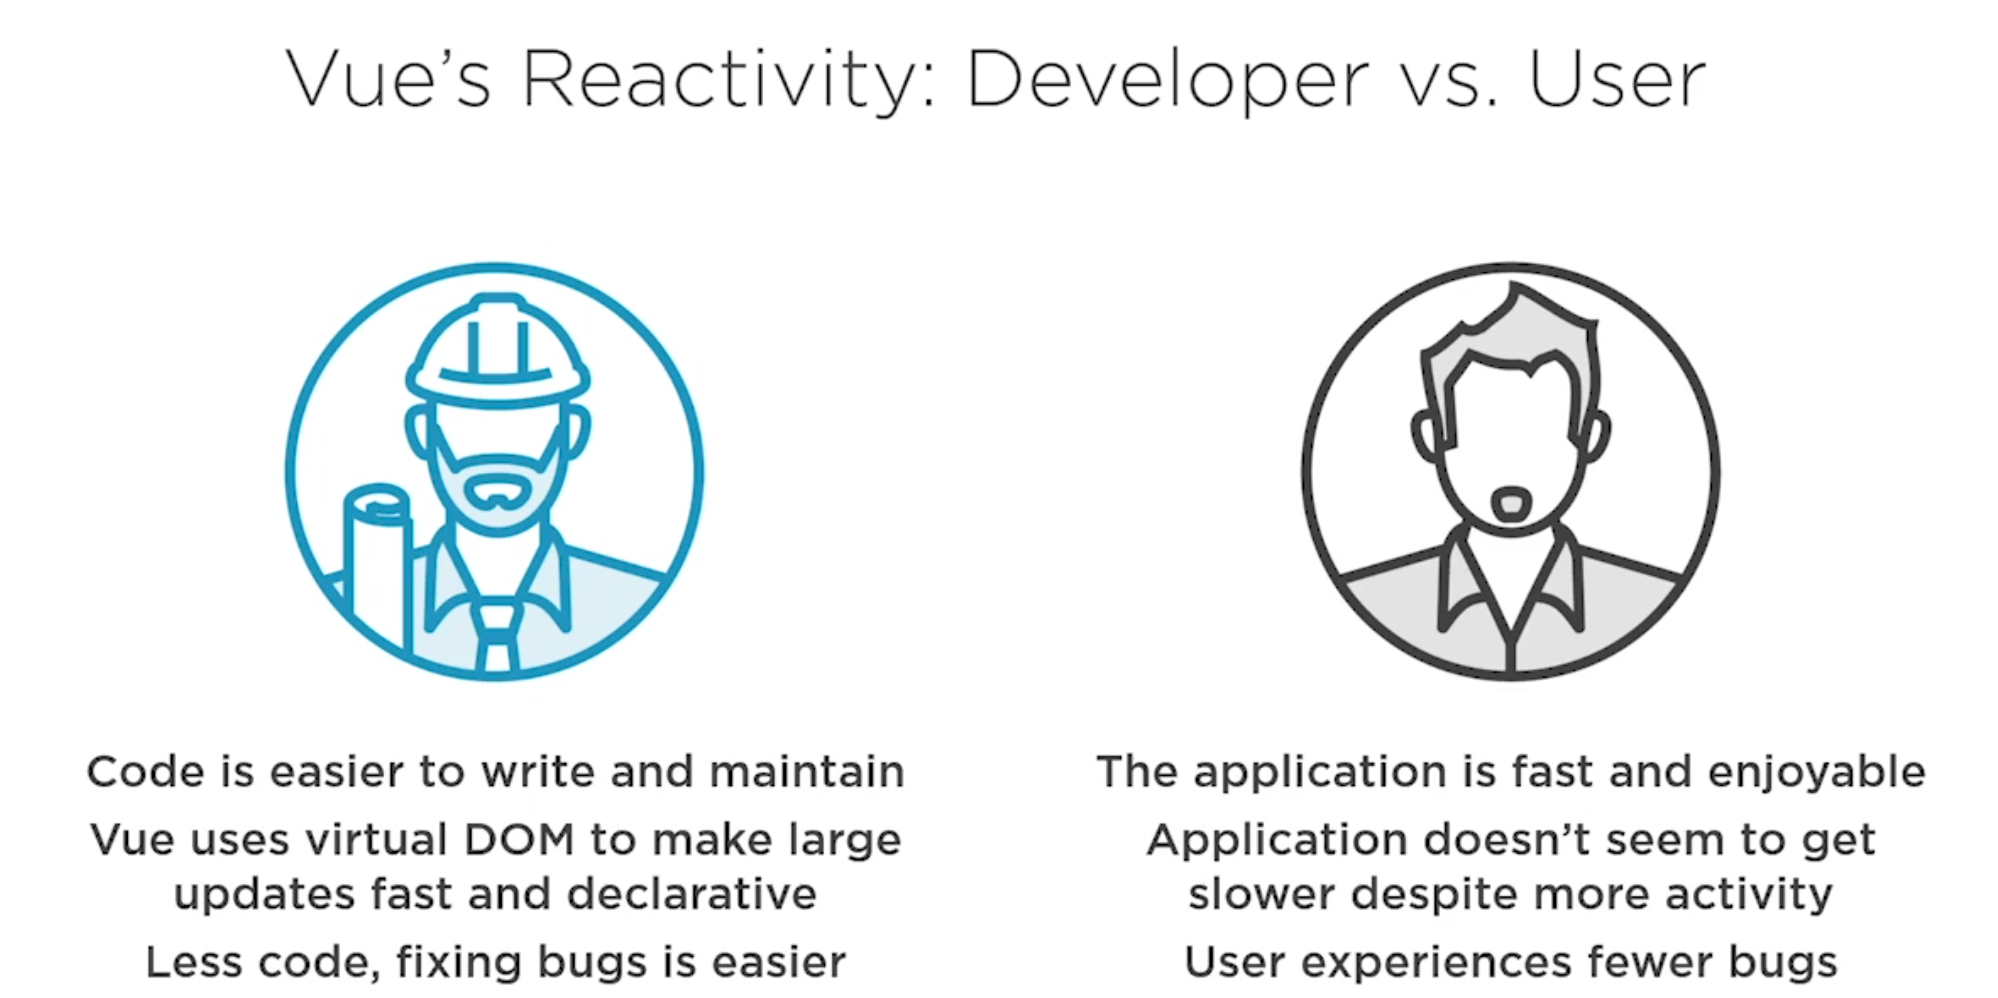 Vue’s Reactivity: Developer vs. User
Code is easier to write and maintain
Vue uses virtual DOM to make large
updates fast and declarative
Less code, fixing bugs is easier
The application is fast and enjoyable
Application doesn’t seem to get
slower despite more activity
User experiences fewer bugs